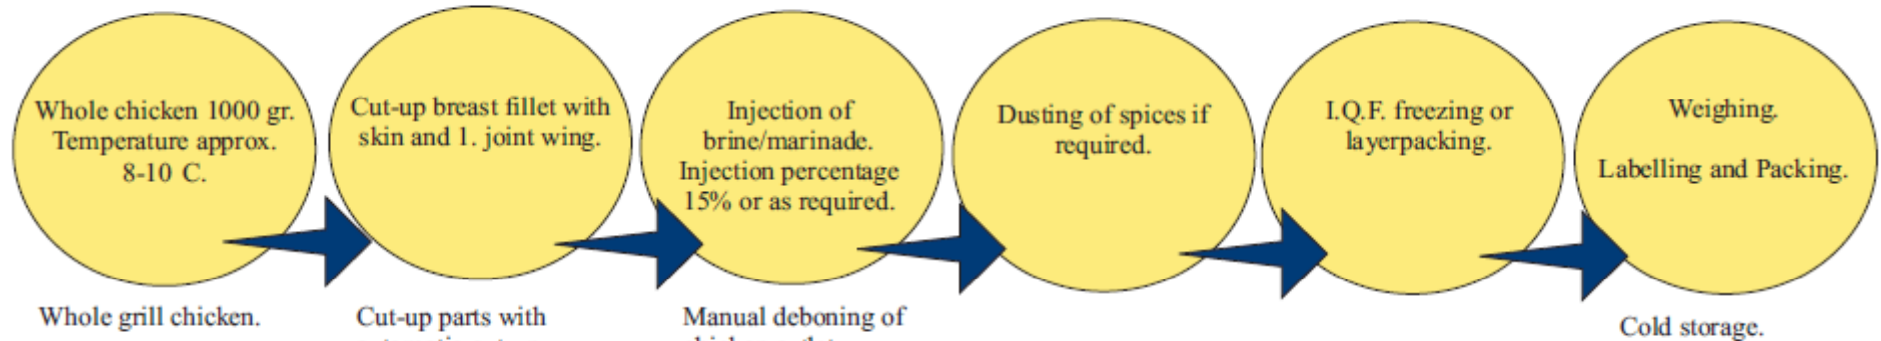 Whole chicken 1000 gr.
Temperature approx.
8-10 C.
Cut-up breast fillet with
skin and 1. joint wing.
Injection of
brine/marinade.
Injection percentage
15% or as required.
Dusting of spices if
required.
I.Q.F. freezing or
layerpacking.
Weighing.
Labelling and Packing.
Whole grill chicken.
Cut-up parts with
Manual deboning of
Cold storage.